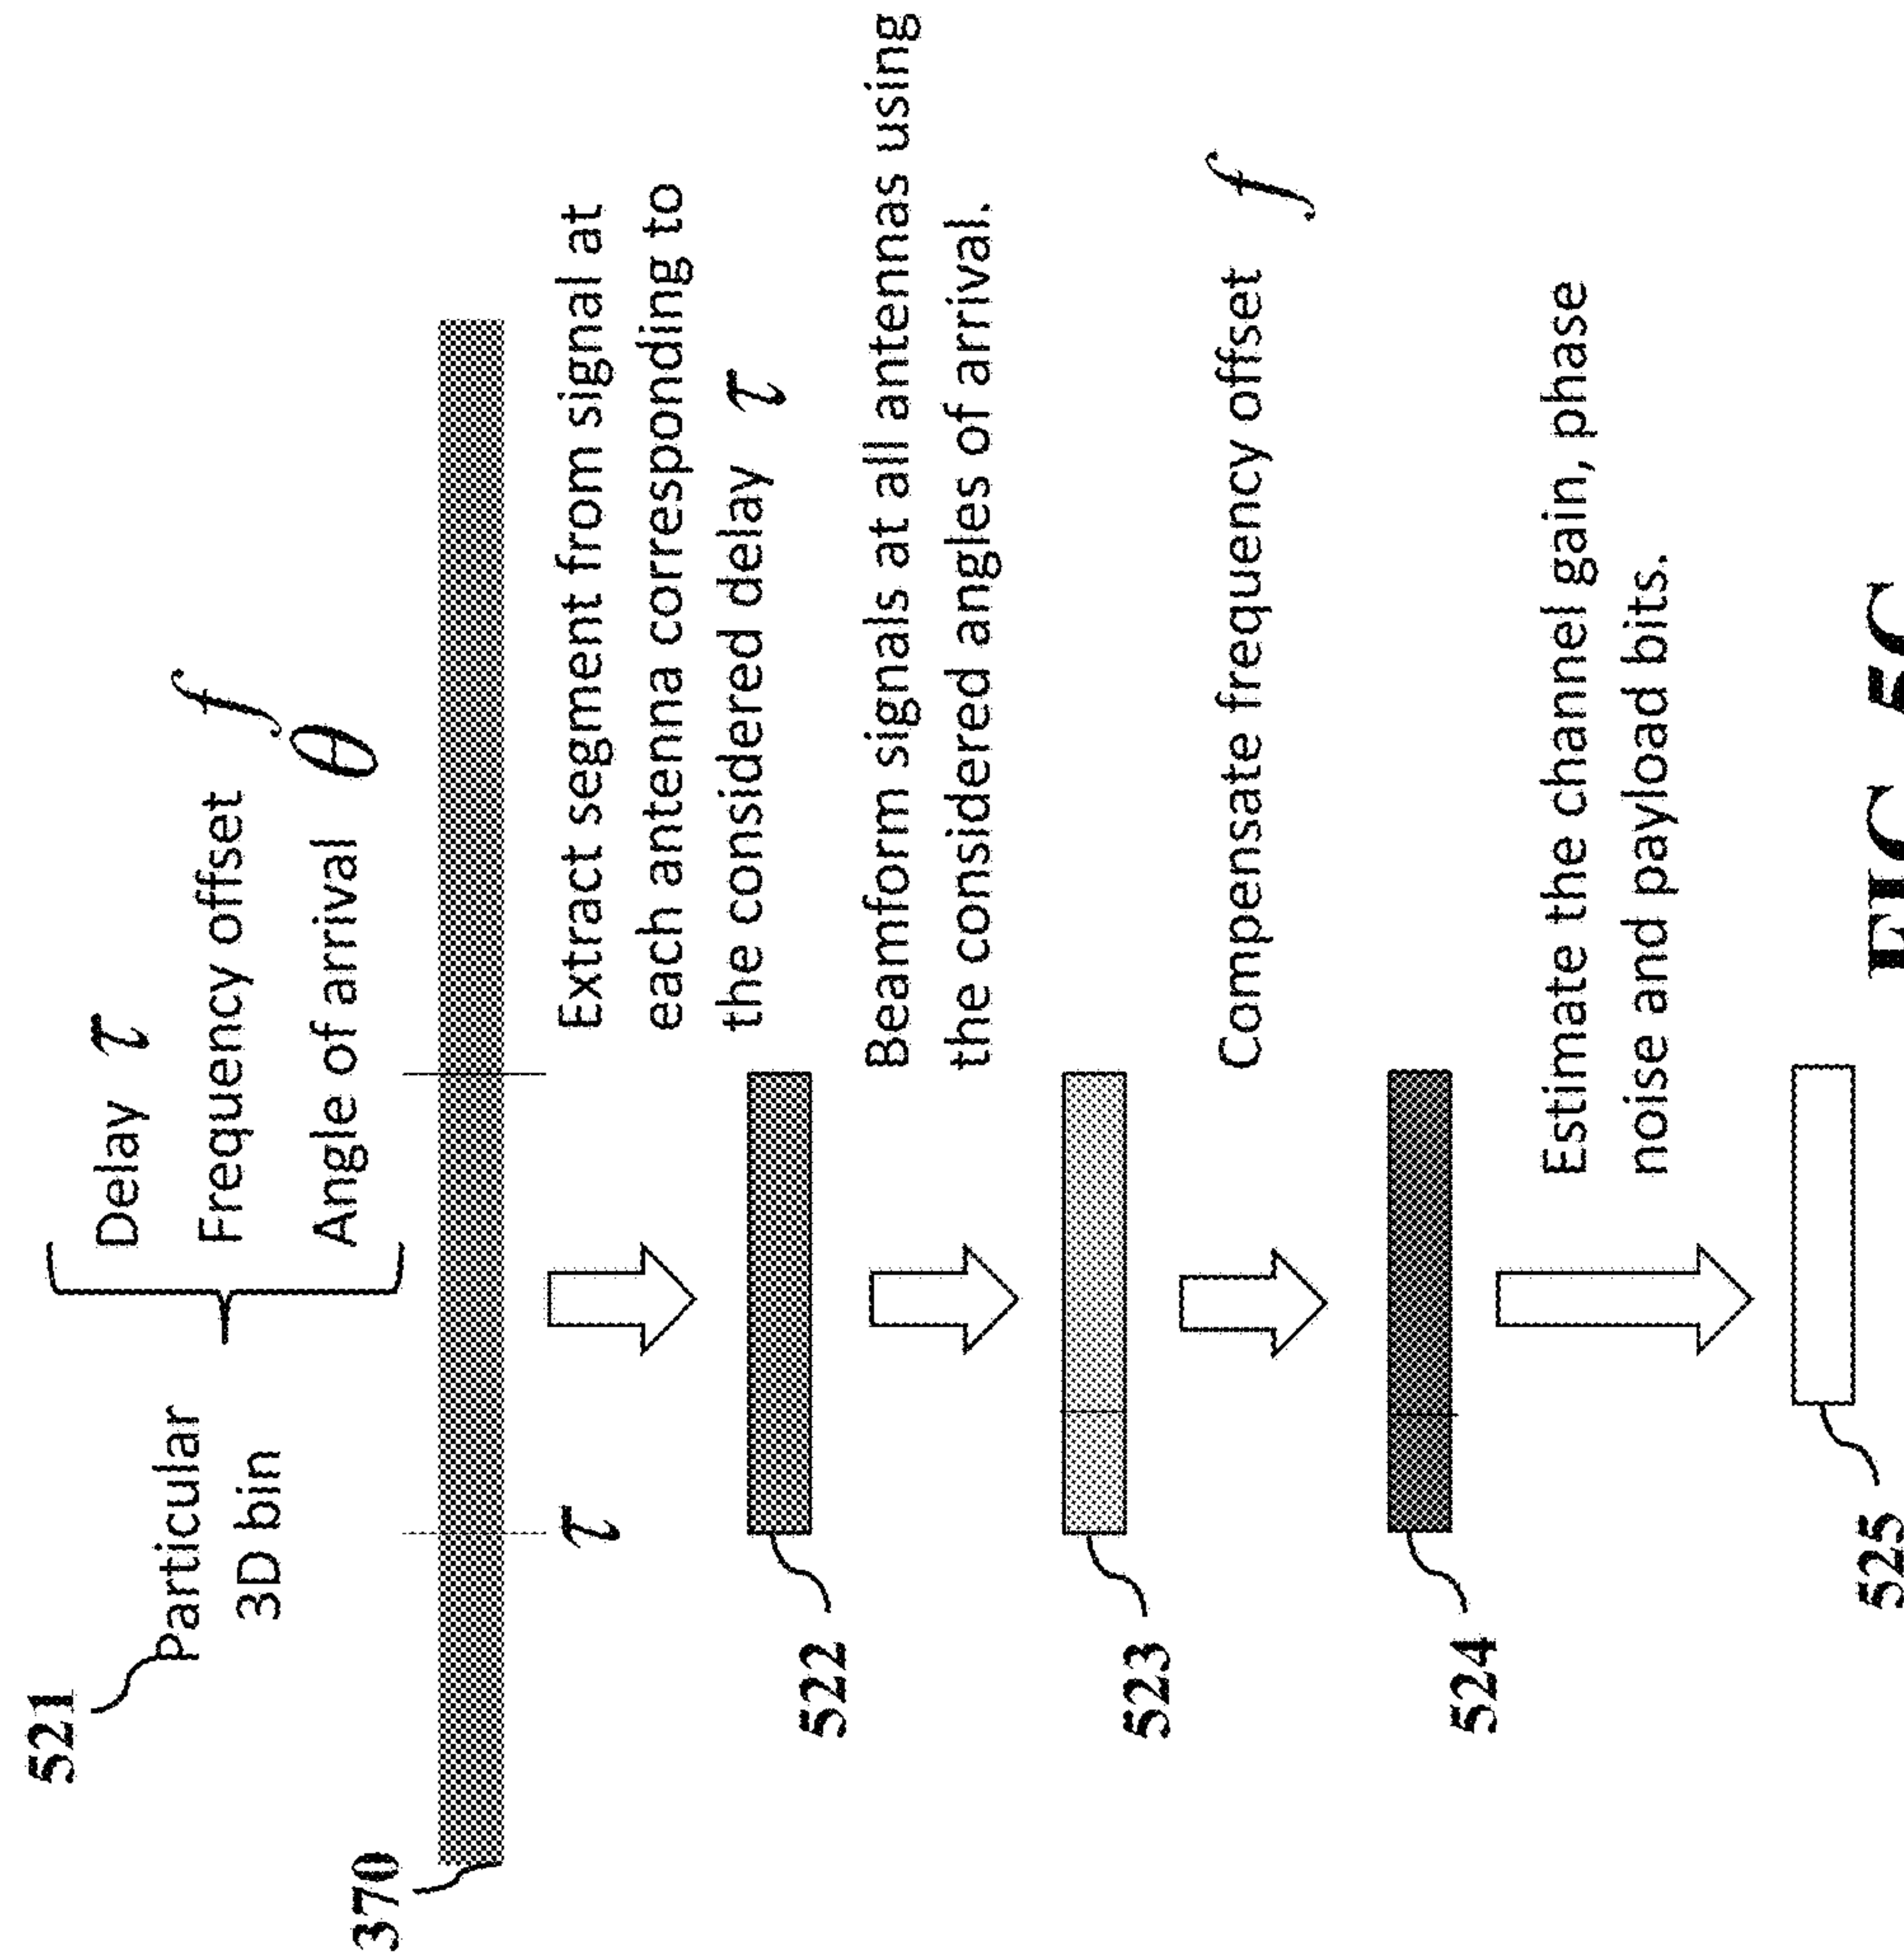 521
Particular
3D bin
Delay τ
Frequency offset f
Angle of arrival θ
370
τ
Extract segment from signal at
each antenna corresponding to
the considered delay τ
522
Beamform signals at all antennas using
the considered angles of arrival.
523
Compensate frequency offset f
524
Estimate the channel gain, phase
noise and payload bits.
525
FIG. 5C